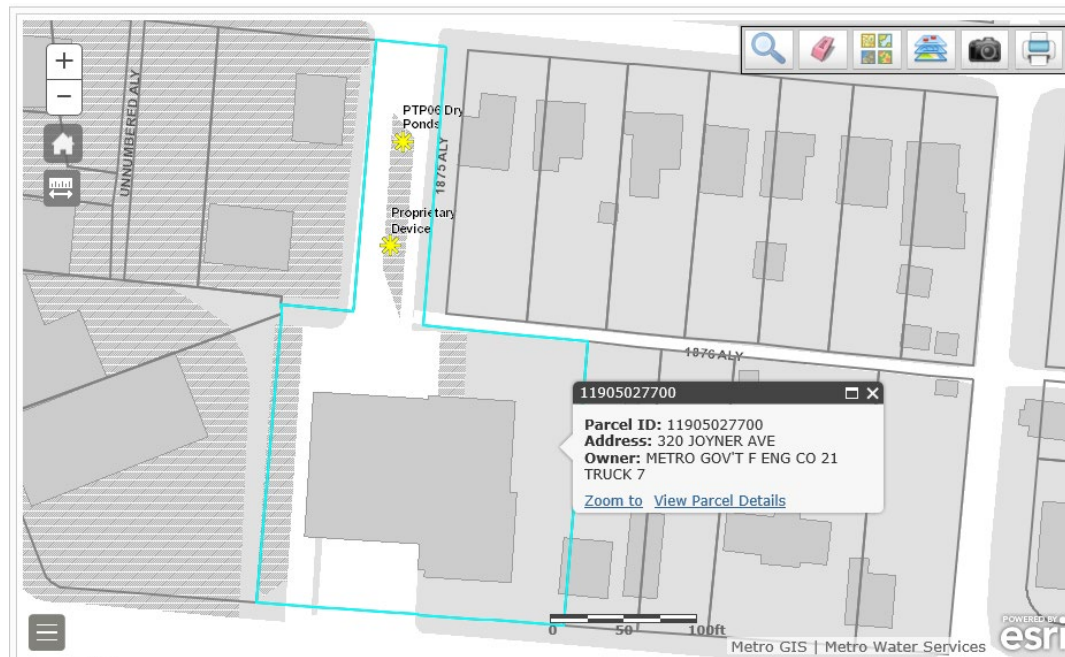 +
−
UNNUMBERED ALY
PTP06 Dry
Ponds
1875 ALY
Proprietary
Device
1876 ALY
11905027700
Parcel ID: 11905027700
Address: 320 JOYNER AVE
Owner: METRO GOV'T F ENG CO 21
TRUCK 7
Zoom to View Parcel Details
0 50 100ft
Metro GIS | Metro Water Services
POWERED BY
esri